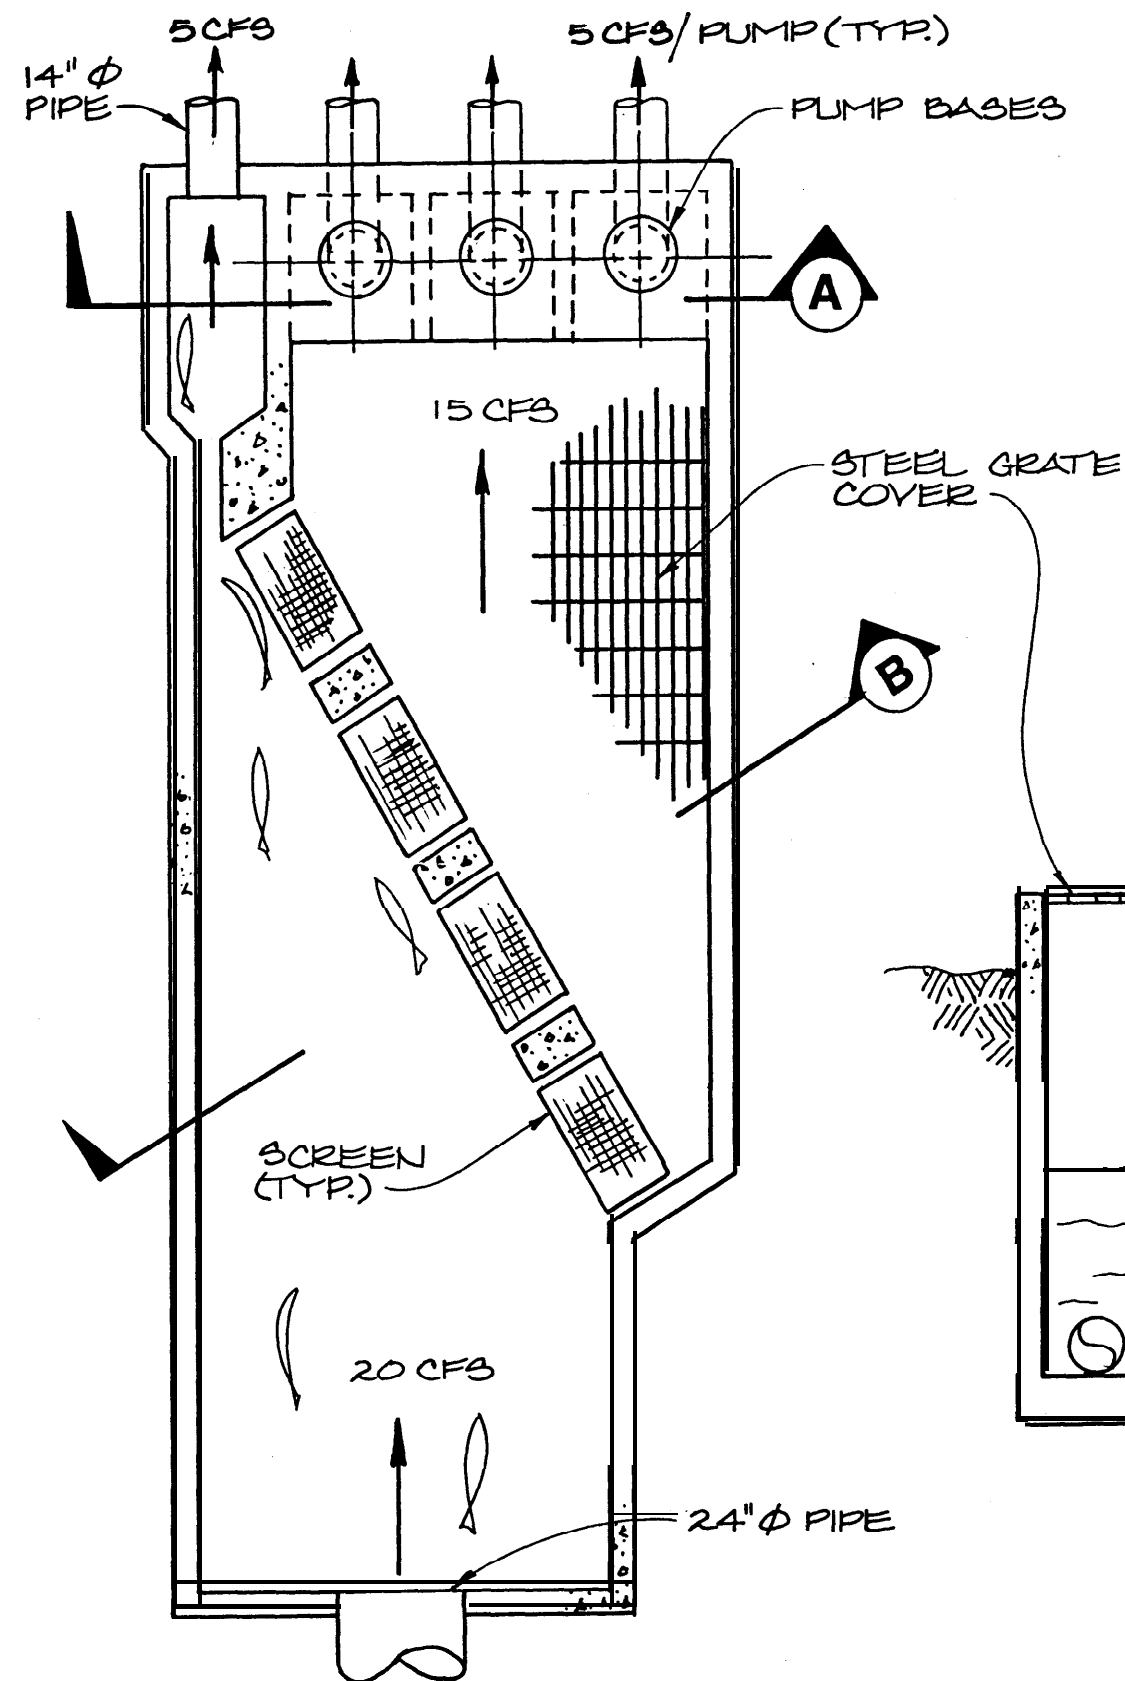 5 CFS
5 CFS/PUMP (TYP.)
14" Ø
PIPE
PUMP BASES
A
15 CFS
STEEL GRATE
COVER
B
SCREEN
(TYP.)
20 CFS
24" Ø PIPE